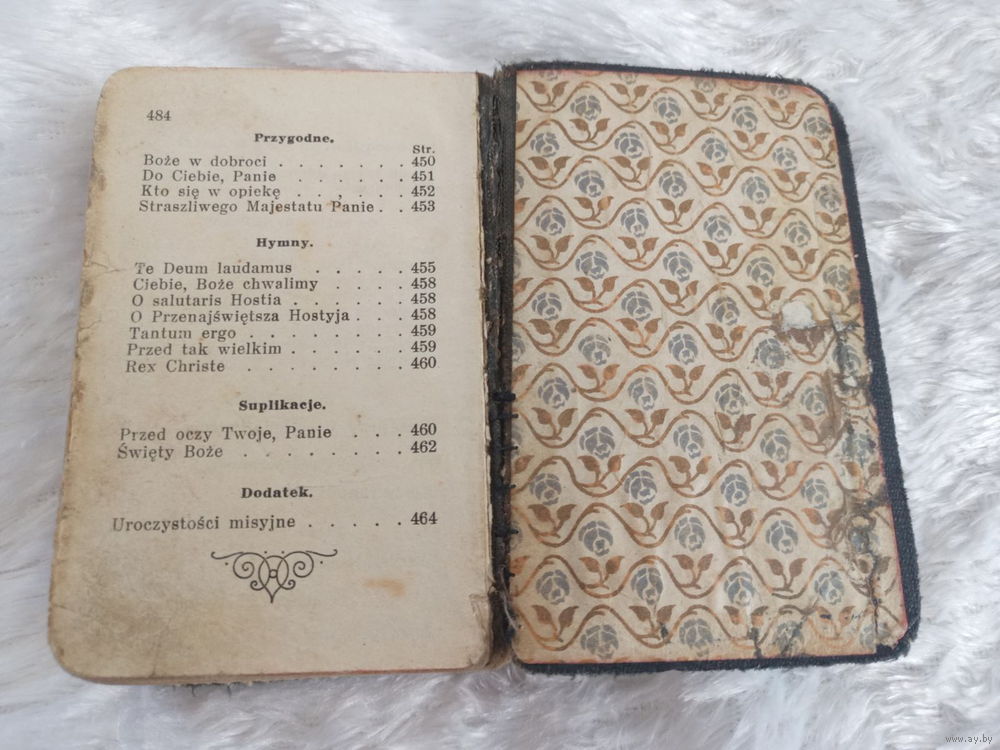 484
Przygodne.
Str.
Boże w dobroci . . . . . . . 450
Do Ciebie, Panie . . . . . . 451
Kto się w opiekę . . . . . . 452
Straszliwego Majestatu Panie . . 453
Hymny.
Te Deum laudamus . . . . . 455
Ciebie, Boże chwalimy . . . . 458
O salutaris Hostia . . . . . . 458
O Przenajświętsza Hostyja . . . 458
Tantum ergo . . . . . . . . 459
Przed tak wielkim . . . . . . 459
Rex Christe . . . . . . . . 460
Suplikacje.
Przed oczy Twoje, Panie . . . 460
Święty Boże . . . . . . . . 462
Dodatek.
Uroczystości misyjne . . . . . 464
www.ay.by